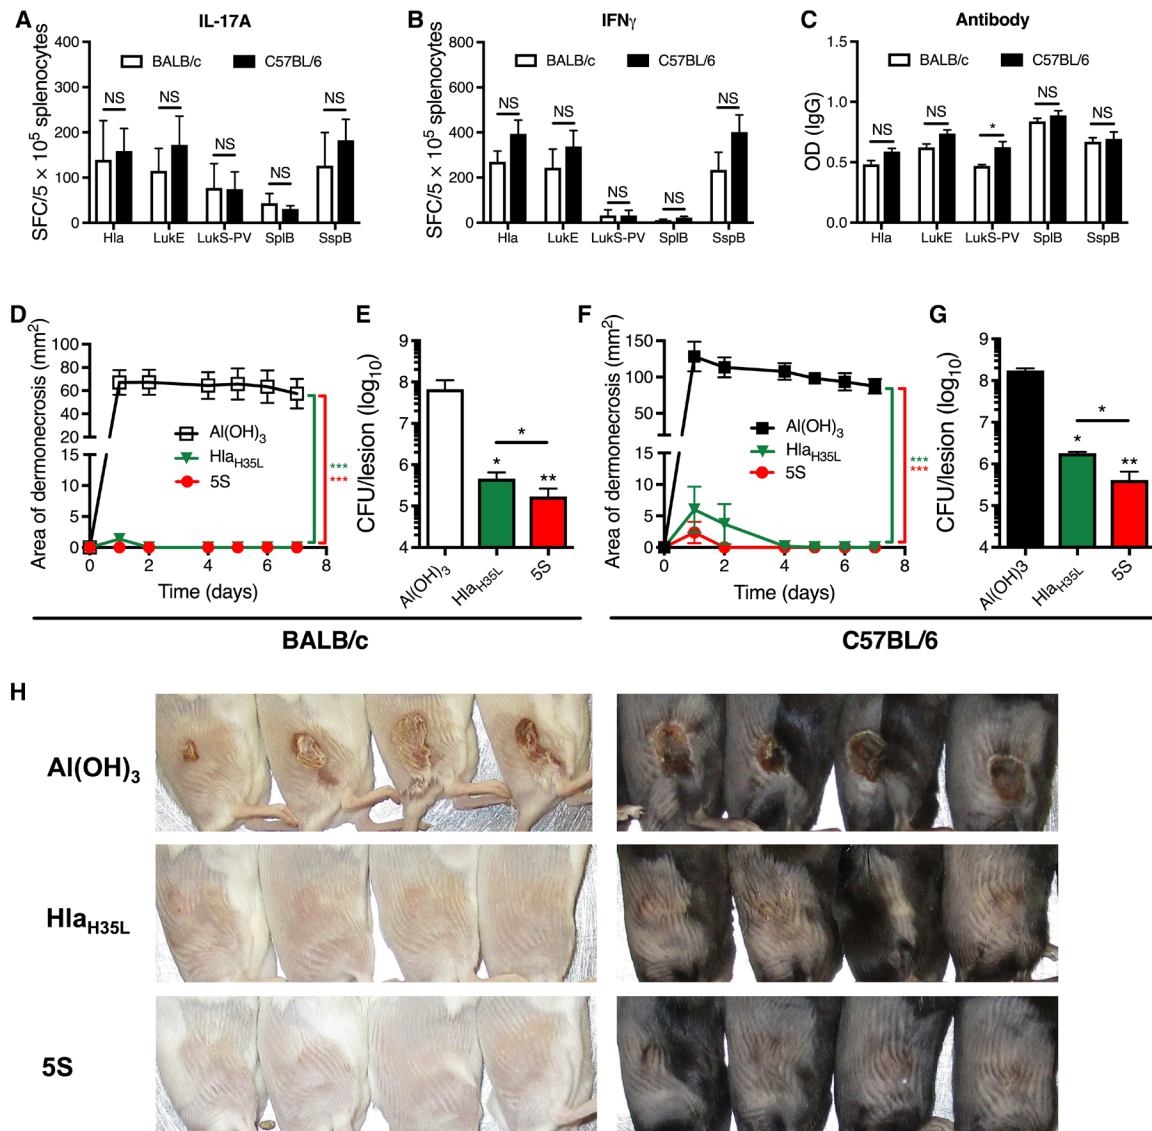 A IL-17A
SFC/5 × 10⁵ splenocytes
400
300
200
100
0
BALB/c C57BL/6
NS NS NS NS NS
Hla LukE LukS-PV SplB SspB
B IFNγ
SFC/5 × 10⁵ splenocytes
800
600
400
200
0
BALB/c C57BL/6
NS NS NS NS NS
Hla LukE LukS-PV SplB SspB
C Antibody
OD (IgG)
1.5
1.0
0.5
0.0
BALB/c C57BL/6
NS NS * NS NS
Hla LukE LukS-PV SplB SspB
D
Area of dermonecrosis (mm²)
100
80
60
40
20
15
10
5
0
Al(OH)₃
Hla_H35L
5S
***
***
0 2 4 6 8
Time (days)
E
CFU/lesion (log₁₀)
9
8
7
6
5
4
*
* **
Al(OH)₃ Hla_H35L 5S
BALB/c
F
Area of dermonecrosis (mm²)
150
100
50
15
10
5
0
Al(OH)₃
Hla_H35L
5S
***
***
0 2 4 6 8
Time (days)
G
CFU/lesion (log₁₀)
9
8
7
6
5
4
*
* **
Al(OH)3 Hla_H35L 5S
C57BL/6
H
Al(OH)₃
Hla_H35L
5S